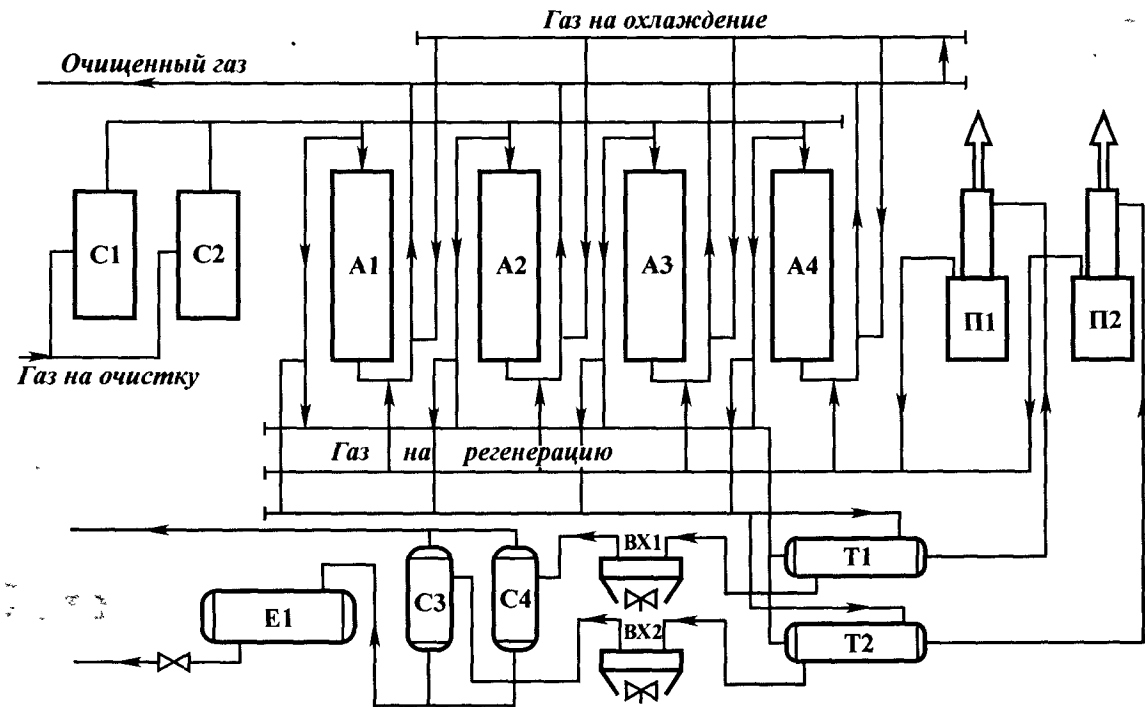 Газ на охлаждение
Очищенный газ
С1
С2
А1
А2
А3
А4
П1
П2
Газ на очистку
Газ на регенерацию
ВХ1
Т1
С3
С4
Е1
ВХ2
Т2